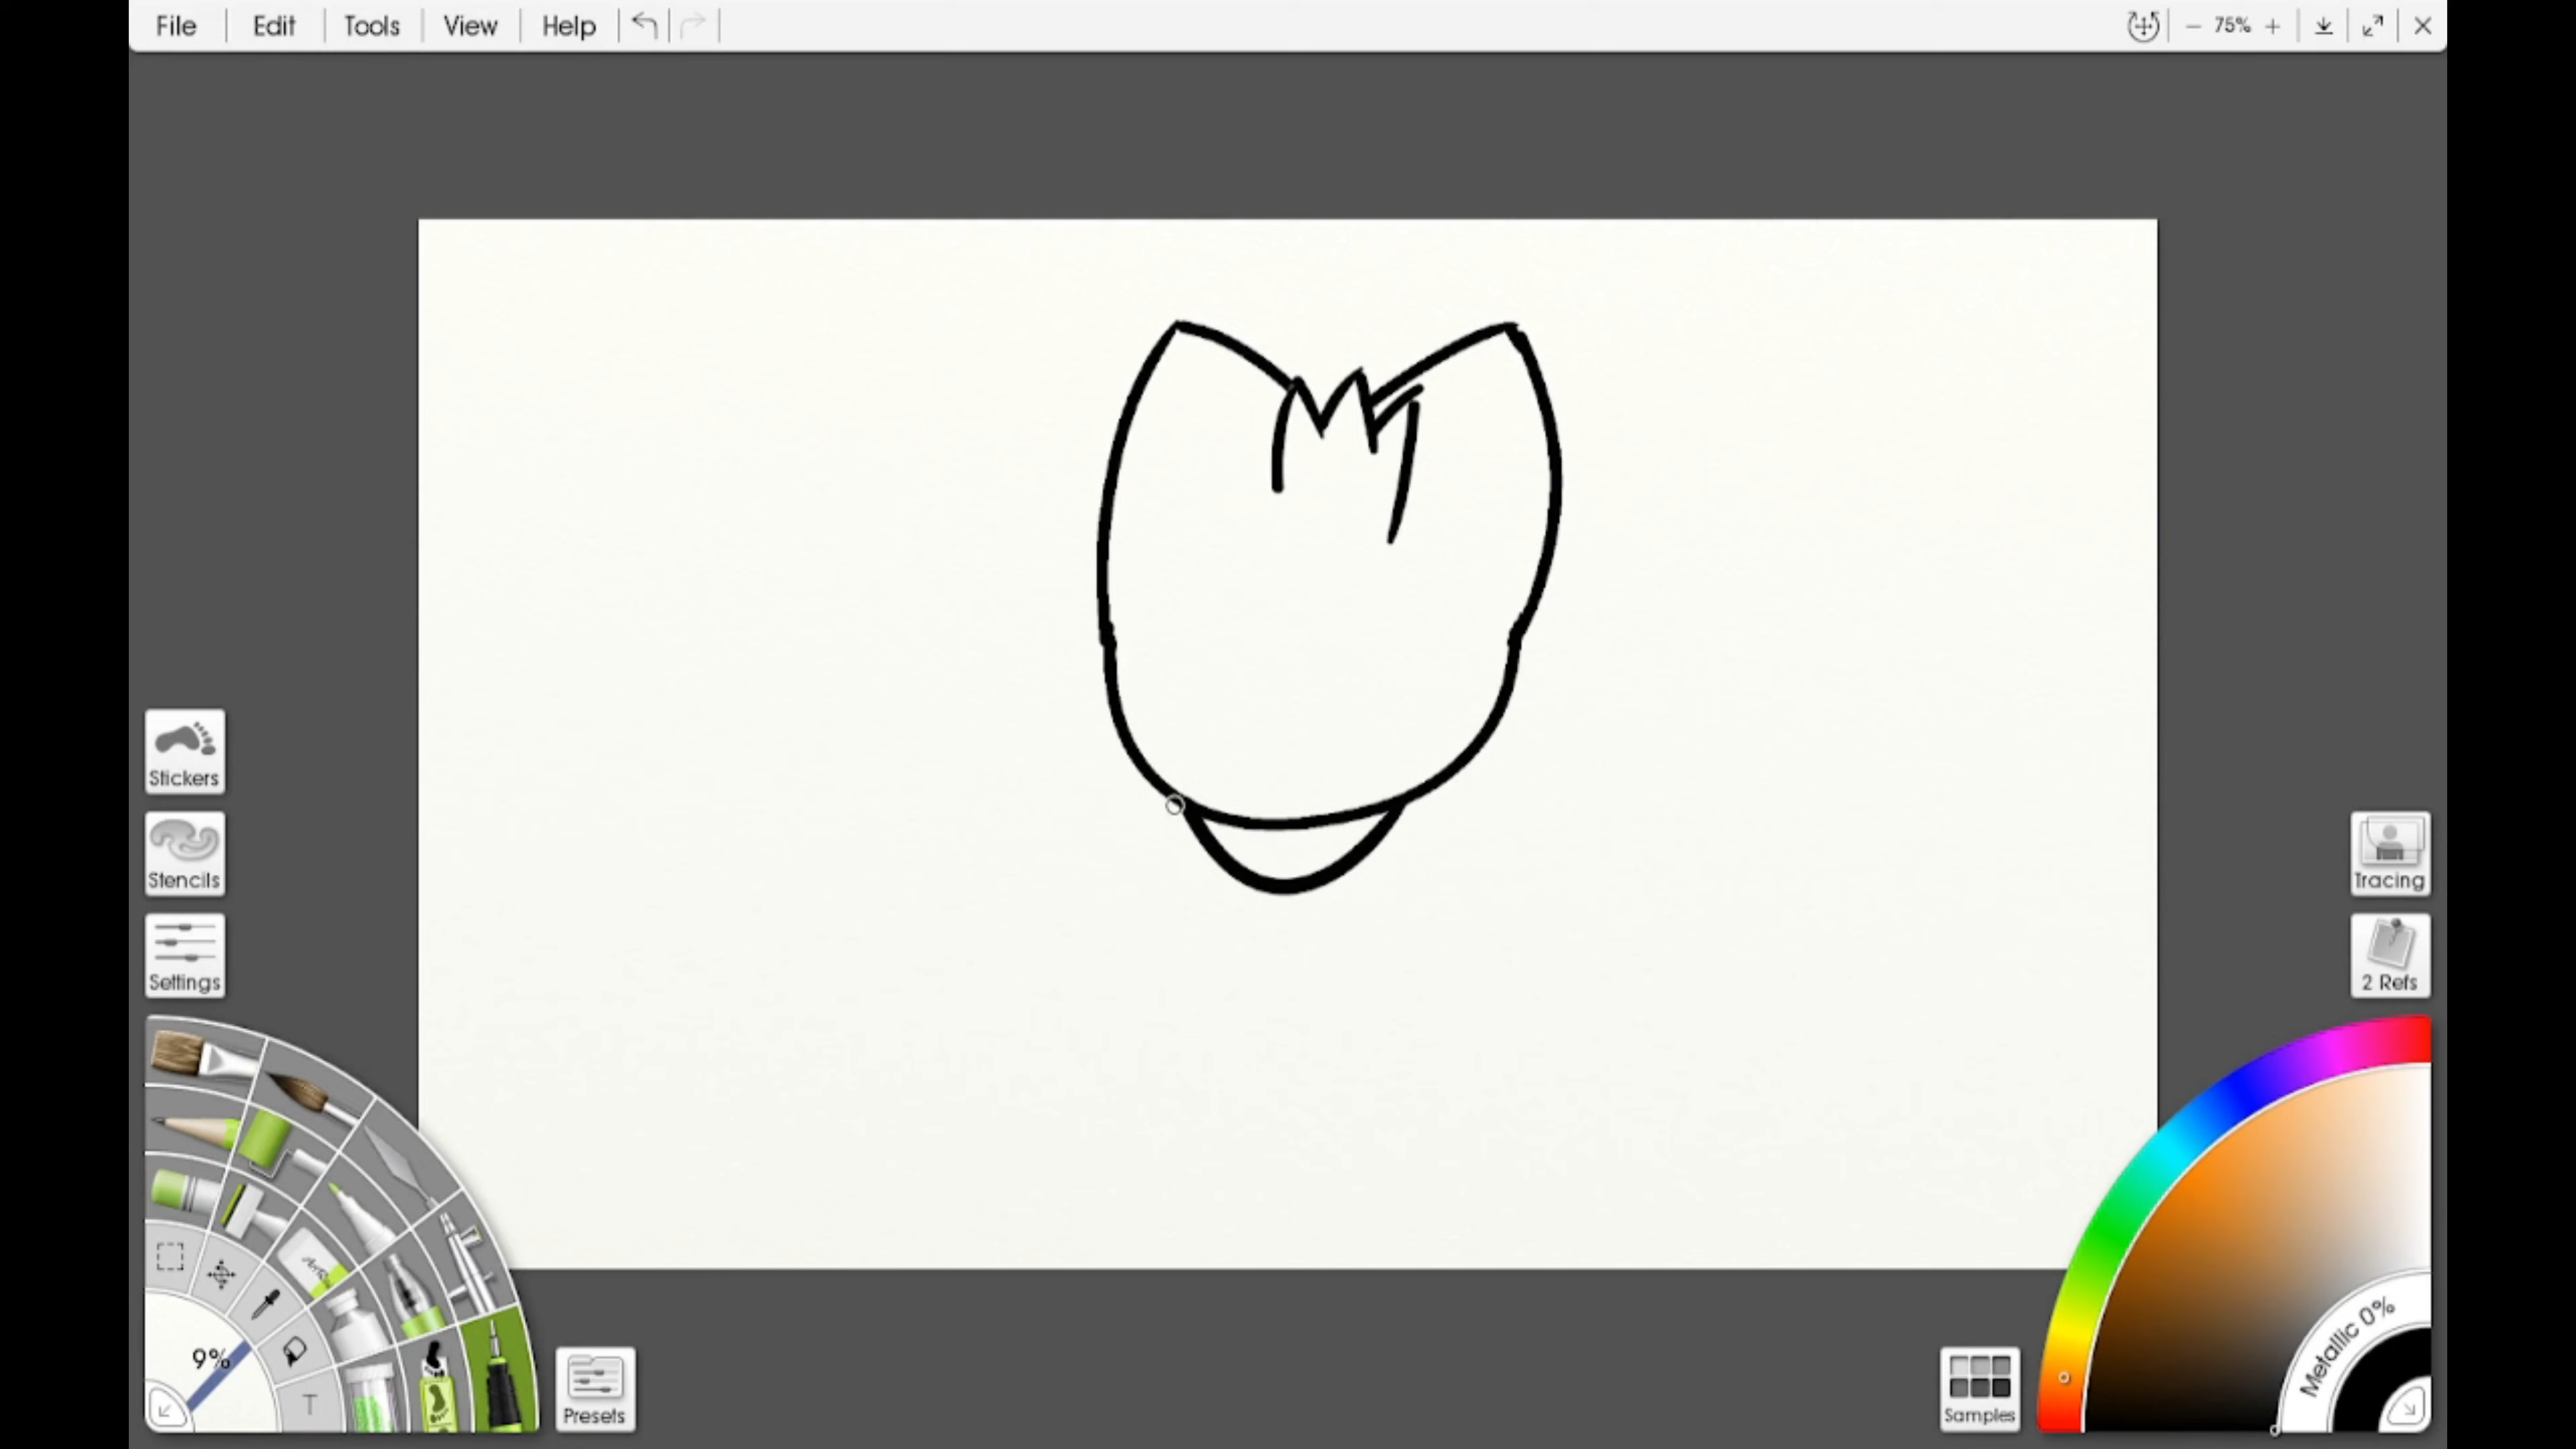 File Edit Tools View Help 75%
Stickers
Stencils
Settings
Tracing
2 Refs
9%
T
Presets
Samples
Metallic 0%